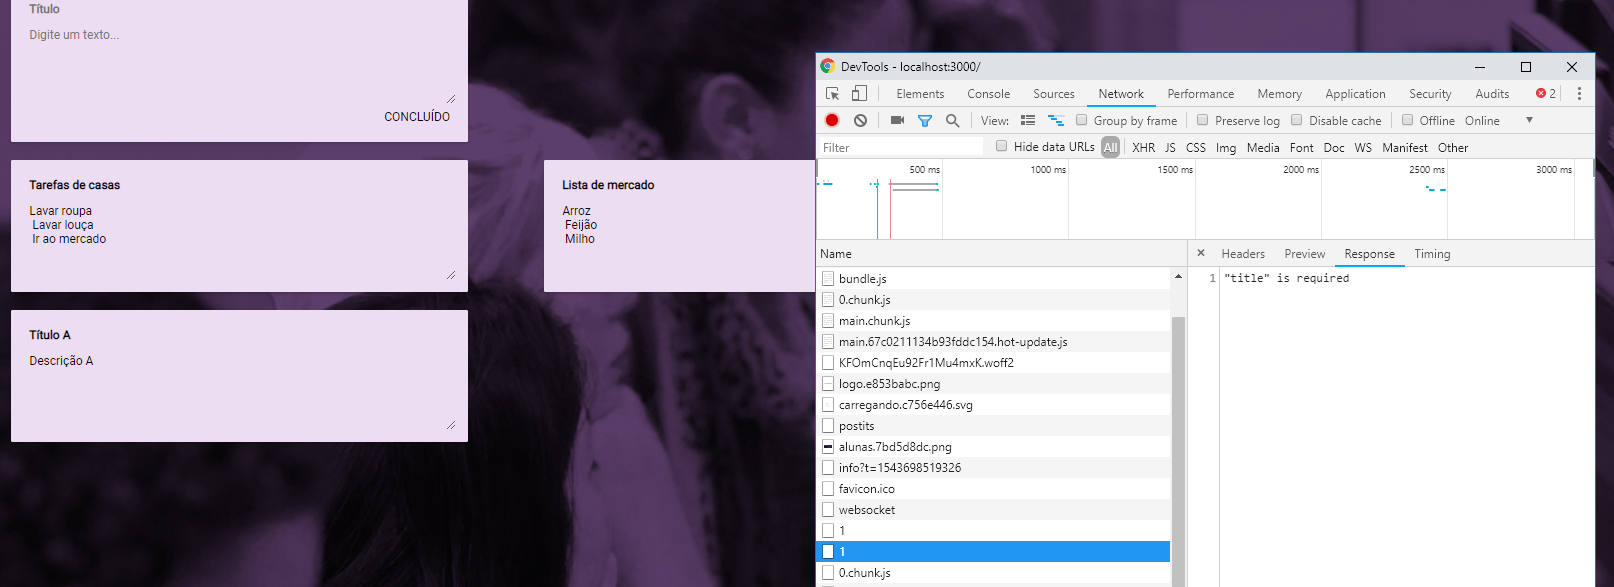 Título
Digite um texto...
CONCLUÍDO
Tarefas de casas
Lavar roupa
Lavar louça
Ir ao mercado
Lista de mercado
Arroz
Feijão
Milho
Título A
Descrição A
DevTools - localhost:3000/
Elements Console Sources Network Performance Memory Application Security Audits 2
View: Group by frame Preserve log Disable cache Offline Online
Filter Hide data URLs All XHR JS CSS Img Media Font Doc WS Manifest Other
500 ms 1000 ms 1500 ms 2000 ms 2500 ms 3000 ms
Name
× Headers Preview Response Timing
bundle.js
0.chunk.js
main.chunk.js
main.67c0211134b93fddc154.hot-update.js
KFOmCnqEu92Fr1Mu4mxK.woff2
logo.e853babc.png
carregando.c756e446.svg
postits
alunas.7bd5d8dc.png
info?t=1543698519326
favicon.ico
websocket
1
1
0.chunk.js
1 "title" is required